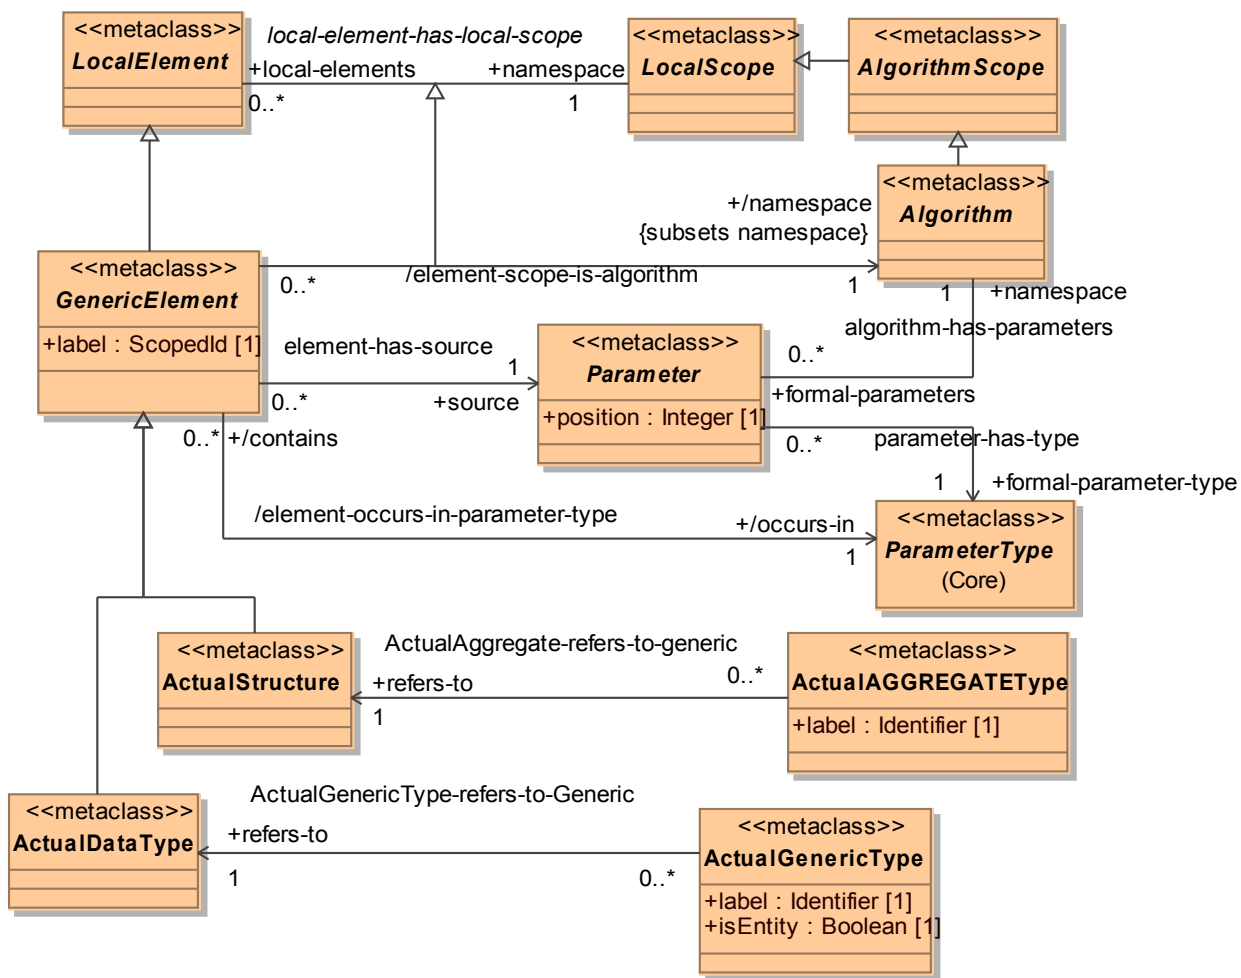 <<metaclass>>
LocalElement
local-element-has-local-scope
+local-elements
0..*
+namespace
1
<<metaclass>>
LocalScope
<<metaclass>>
AlgorithmScope
<<metaclass>>
Algorithm
+/namespace
{subsets namespace}
<<metaclass>>
GenericElement
+label : ScopedId [1]
0..*
/element-scope-is-algorithm
1
1
+namespace
algorithm-has-parameters
element-has-source
1
0..*
+source
<<metaclass>>
Parameter
+position : Integer [1]
0..*
+formal-parameters
0..*
parameter-has-type
1
+formal-parameter-type
0..*
+/contains
/element-occurs-in-parameter-type
+/occurs-in
1
<<metaclass>>
ParameterType
(Core)
<<metaclass>>
ActualStructure
ActualAggregate-refers-to-generic
+refers-to
1
0..*
<<metaclass>>
ActualAGGREGATEType
+label : Identifier [1]
<<metaclass>>
ActualDataType
ActualGenericType-refers-to-Generic
+refers-to
1
0..*
<<metaclass>>
ActualGenericType
+label : Identifier [1]
+isEntity : Boolean [1]